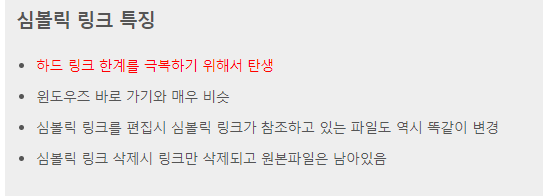 심볼릭 링크 특징
하드 링크 한계를 극복하기 위해서 탄생
윈도우즈 바로 가기와 매우 비슷
심볼릭 링크를 편집시 심볼릭 링크가 참조하고 있는 파일도 역시 똑같이 변경
심볼릭 링크 삭제시 링크만 삭제되고 원본파일은 남아있음